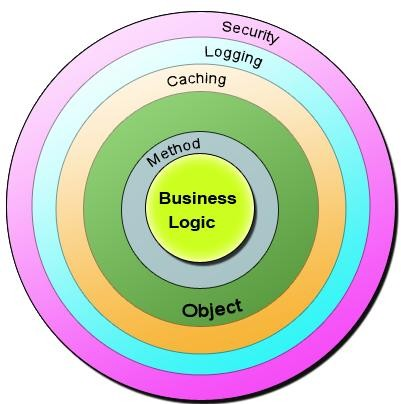 Security
Logging
Caching
Method
Business
Logic
Object